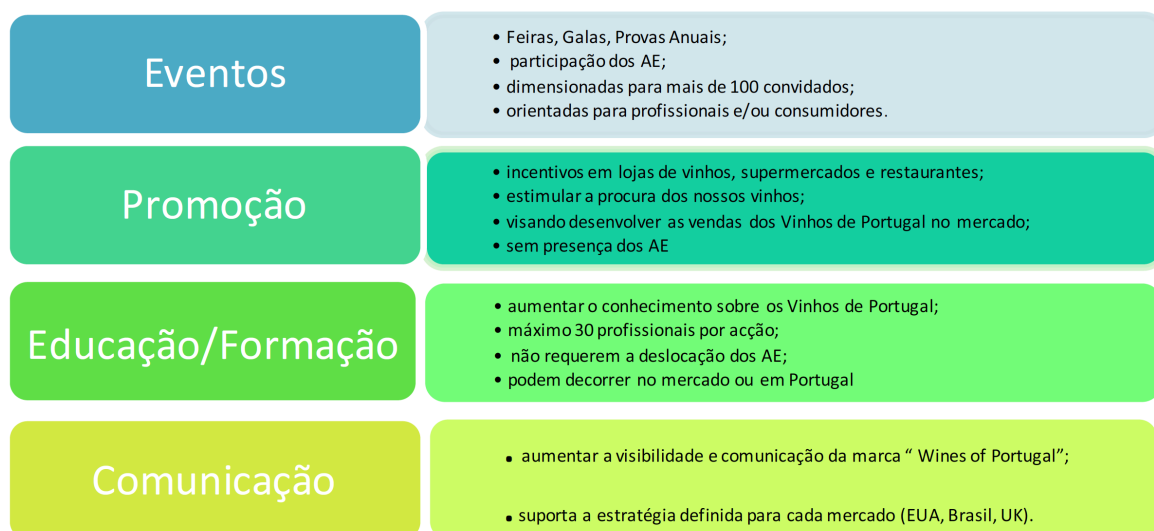 Eventos
• Feiras, Galas, Provas Anuais;
• participação dos AE;
• dimensionadas para mais de 100 convidados;
• orientadas para profissionais e/ou consumidores.
Promoção
• incentivos em lojas de vinhos, supermercados e restaurantes;
• estimular a procura dos nossos vinhos;
• visando desenvolver as vendas dos Vinhos de Portugal no mercado;
• sem presença dos AE
Educação/Formação
• aumentar o conhecimento sobre os Vinhos de Portugal;
• máximo 30 profissionais por acção;
• não requerem a deslocação dos AE;
• podem decorrer no mercado ou em Portugal
Comunicação
• aumentar a visibilidade e comunicação da marca “ Wines of Portugal”;
• suporta a estratégia definida para cada mercado (EUA, Brasil, UK).